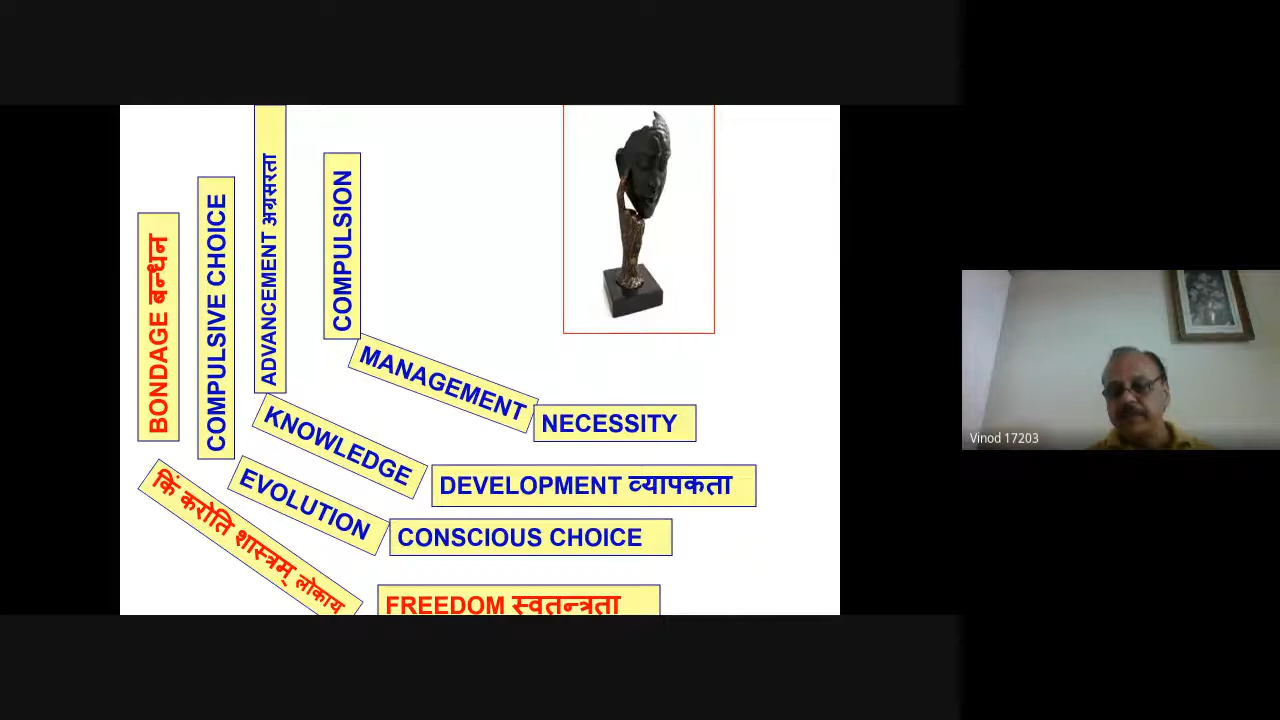 BONDAGE बन्धन
COMPULSIVE CHOICE
ADVANCEMENT अग्रसरता
COMPULSION
MANAGEMENT
NECESSITY
KNOWLEDGE
DEVELOPMENT व्यापकता
EVOLUTION
CONSCIOUS CHOICE
किं करोति शास्त्रम् लोकाय
FREEDOM स्वतन्त्रता
Vinod 17203